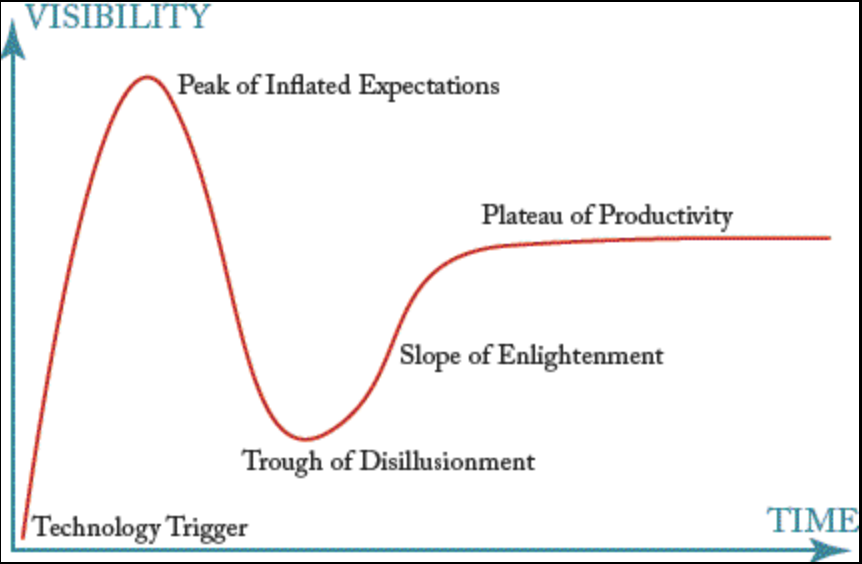 VISIBILITY
Peak of Inflated Expectations
Plateau of Productivity
Slope of Enlightenment
Trough of Disillusionment
Technology Trigger
TIME